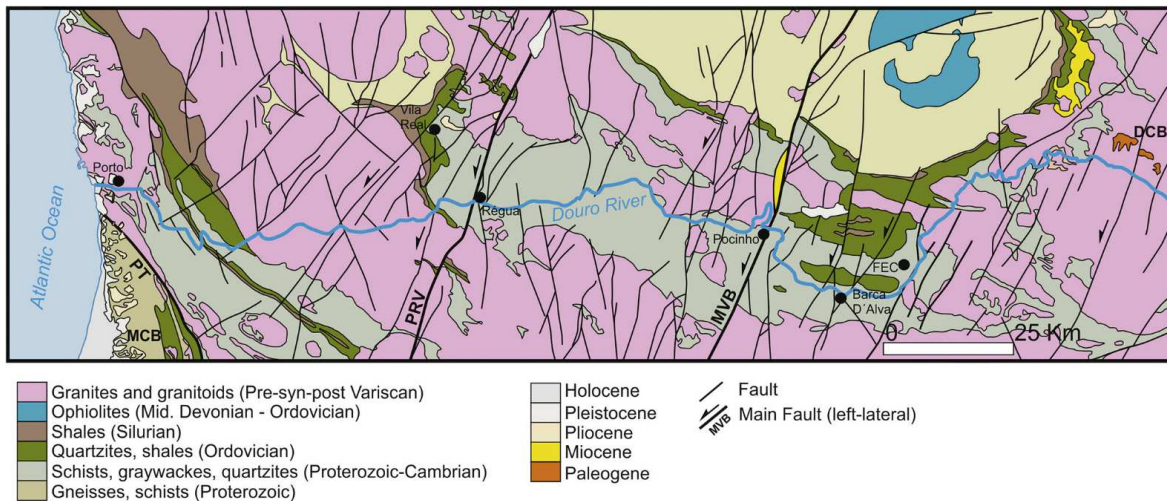 Atlantic Ocean
Porto
PT
MCB
Vila
Real
Régua
PRV
Douro River
Pocinho
MVB
Barca
D´Alva
FEC
DCB
0 25 Km
Granites and granitoids (Pre-syn-post Variscan)
Ophiolites (Mid. Devonian - Ordovician)
Shales (Silurian)
Quartzites, shales (Ordovician)
Schists, graywackes, quartzites (Proterozoic-Cambrian)
Gneisses, schists (Proterozoic)
Holocene
Pleistocene
Pliocene
Miocene
Paleogene
Fault
MVB Main Fault (left-lateral)